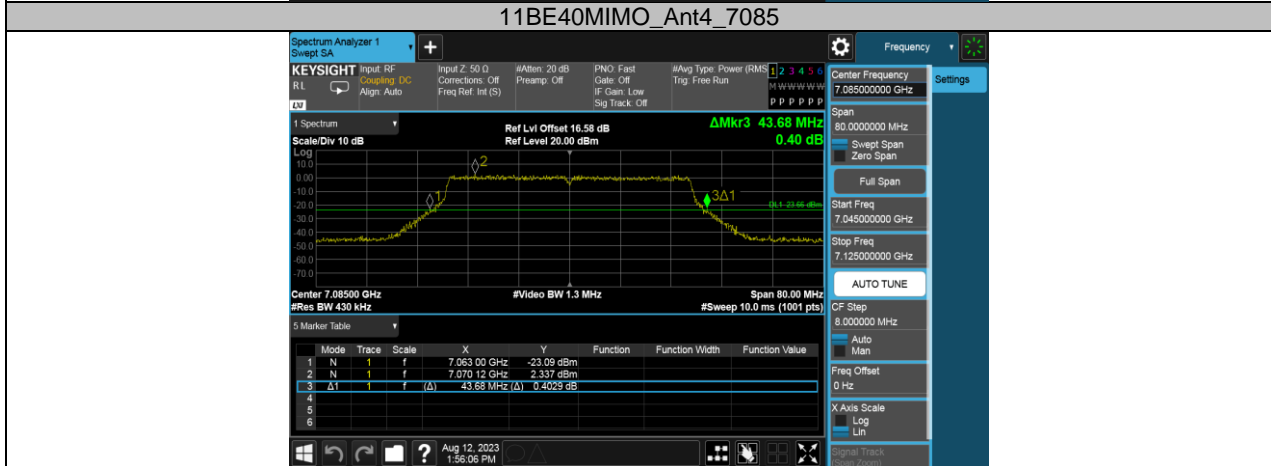 11BE40MIMO_Ant4_7085
Spectrum Analyzer 1
Swept SA
Frequency
KEYSIGHT Input: RF Input Z: 50 Ω #Atten: 20 dB PNO: Fast #Avg Type: Power (RMS 1 2 3 4 5 6
RL Coupling: DC Corrections: Off Preamp: Off Gate: Off Trig: Free Run M W W W W W
Align: Auto Freq Ref: Int (S) IF Gain: Low P P P P P P
LXI Sig Track: Off
1 Spectrum Ref Lvl Offset 16.58 dB ΔMkr3 43.68 MHz
Scale/Div 10 dB Ref Level 20.00 dBm 0.40 dB
Log
10.0
0.00
-10.0
-20.0
-30.0
-40.0
-50.0
-60.0
-70.0
2
1
3Δ1
DL1 -23.66 dBm
Center 7.08500 GHz #Video BW 1.3 MHz Span 80.00 MHz
#Res BW 430 kHz #Sweep 10.0 ms (1001 pts)
5 Marker Table
Mode Trace Scale X Y Function Function Width Function Value
1 N 1 f 7.063 00 GHz -23.09 dBm
2 N 1 f 7.070 12 GHz 2.337 dBm
3 Δ1 1 f (Δ) 43.68 MHz (Δ) 0.4029 dB
4
5
6
Aug 12, 2023
1:56:06 PM
Center Frequency
7.085000000 GHz
Settings
Span
80.0000000 MHz
Swept Span
Zero Span
Full Span
Start Freq
7.045000000 GHz
Stop Freq
7.125000000 GHz
AUTO TUNE
CF Step
8.000000 MHz
Auto
Man
Freq Offset
0 Hz
X Axis Scale
Log
Lin
Signal Track
(Span Zoom)